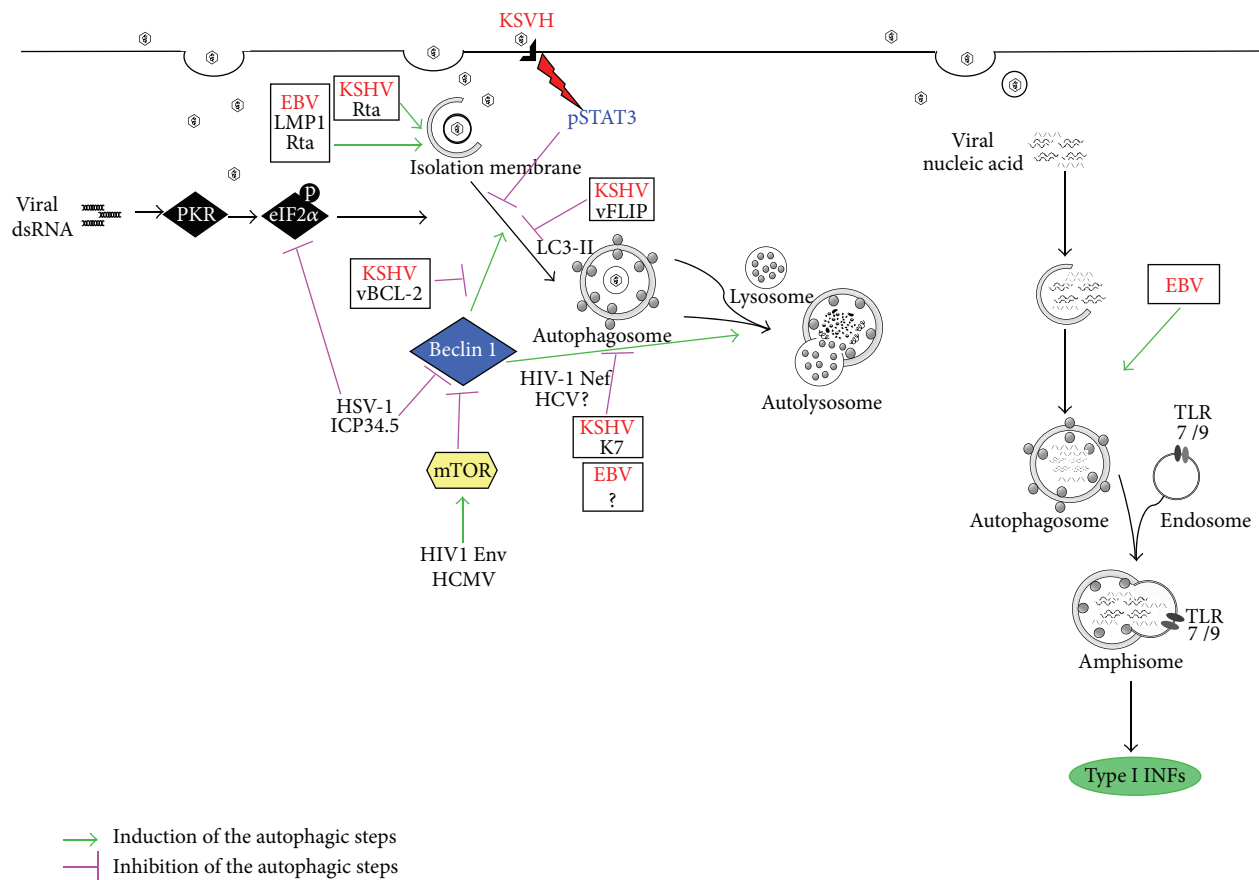 KSVH
EBV
LMP1
Rta
KSHV
Rta
pSTAT3
Isolation membrane
Viral
nucleic acid
Viral
dsRNA
PKR
eIF2α
p
KSHV
vFLIP
LC3-II
KSHV
vBCL-2
Lysosome
EBV
Autophagosome
Beclin 1
HIV-1 Nef
HCV?
Autolysosome
HSV-1
ICP34.5
KSHV
K7
TLR
7 /9
mTOR
EBV
?
Autophagosome
Endosome
HIV1 Env
HCMV
TLR
7 /9
Amphisome
Type I INFs
Induction of the autophagic steps
Inhibition of the autophagic steps